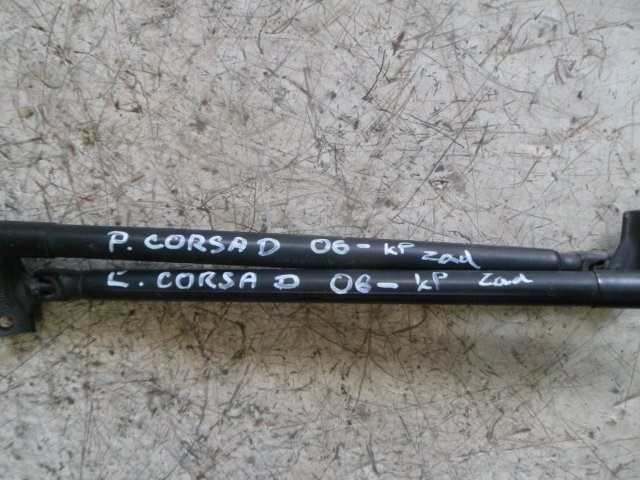 P. CORSA D 06 - KP zad
L. CORSA D 06 - KP zad